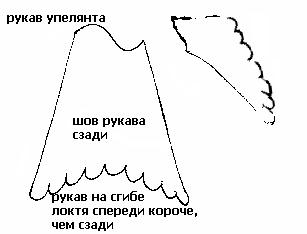 рукав упелянта
шов рукава
сзади
рукав на сгибе
локтя спереди короче,
чем сзади